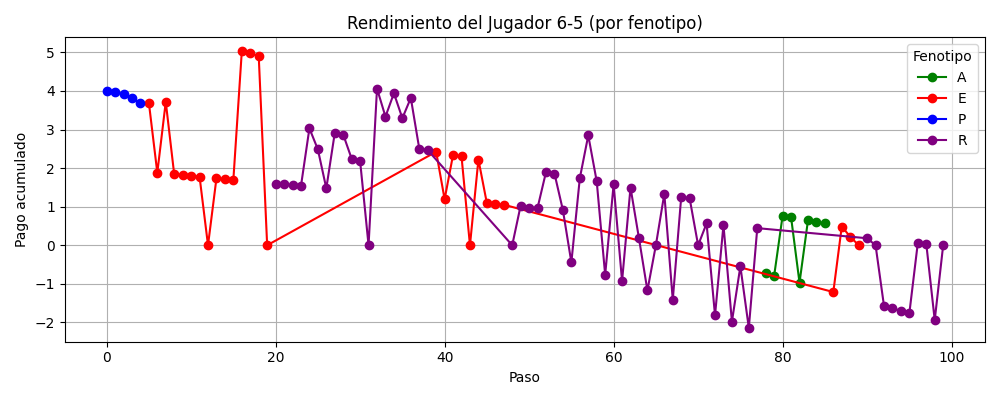 Rendimiento del Jugador 6-5 (por fenotipo)
Pago acumulado
5
4
3
2
1
0
−1
−2
0 20 40 60 80 100
Paso
Fenotipo
A
E
P
R